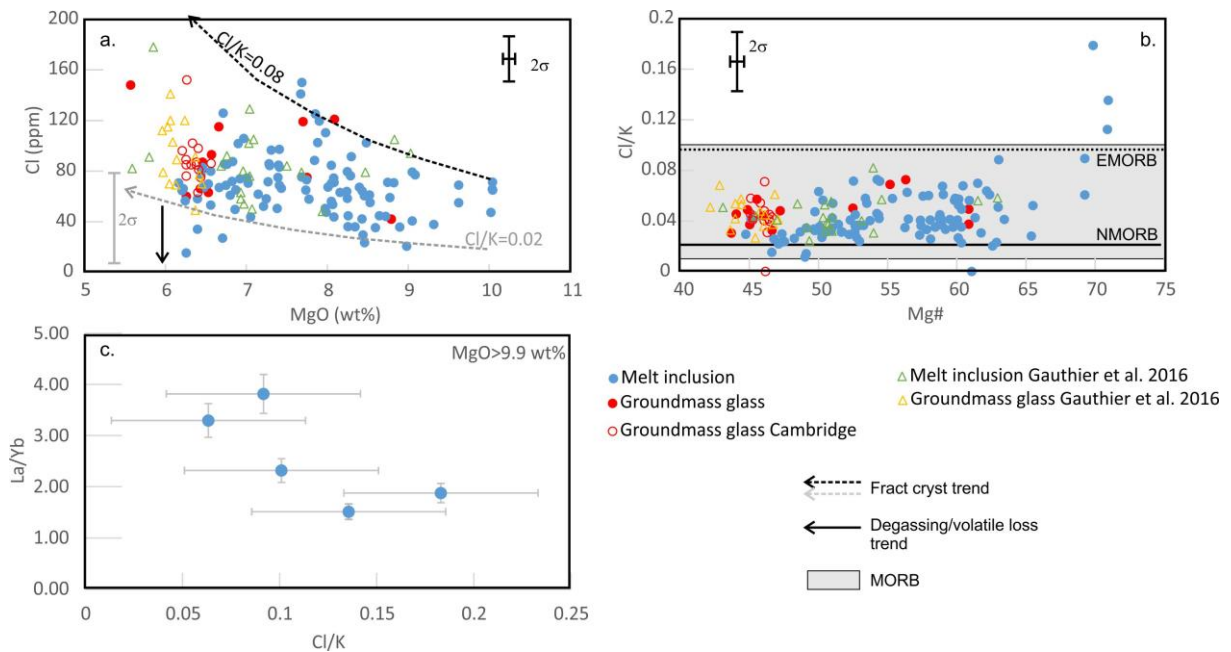 a.
200
160
120
80
40
0
Cl (ppm)
Cl/K=0.08
2σ
2σ
Cl/K=0.02
5 6 7 8 9 10 11
MgO (wt%)
b.
0.2
0.16
0.12
0.08
0.04
0
Cl/K
2σ
EMORB
NMORB
40 45 50 55 60 65 70 75
Mg#
c.
MgO>9.9 wt%
5.00
4.00
3.00
2.00
1.00
0.00
La/Yb
0 0.05 0.1 0.15 0.2 0.25
Cl/K
Melt inclusion
Groundmass glass
Groundmass glass Cambridge
Melt inclusion Gauthier et al. 2016
Groundmass glass Gauthier et al. 2016
Fract cryst trend
Degassing/volatile loss
trend
MORB